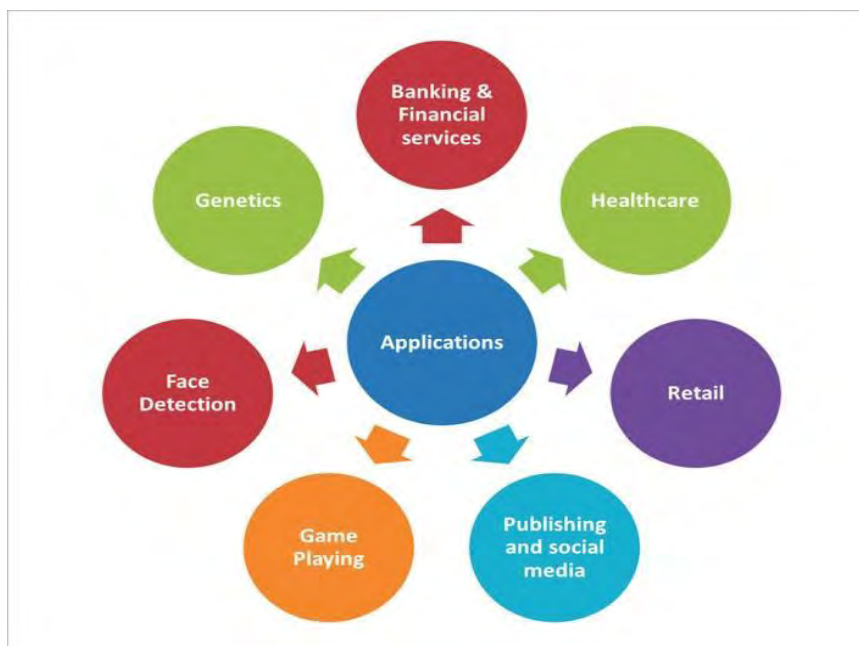 Banking &
Financial
services
Healthcare
Retail
Publishing
and social
media
Game
Playing
Face
Detection
Genetics
Applications